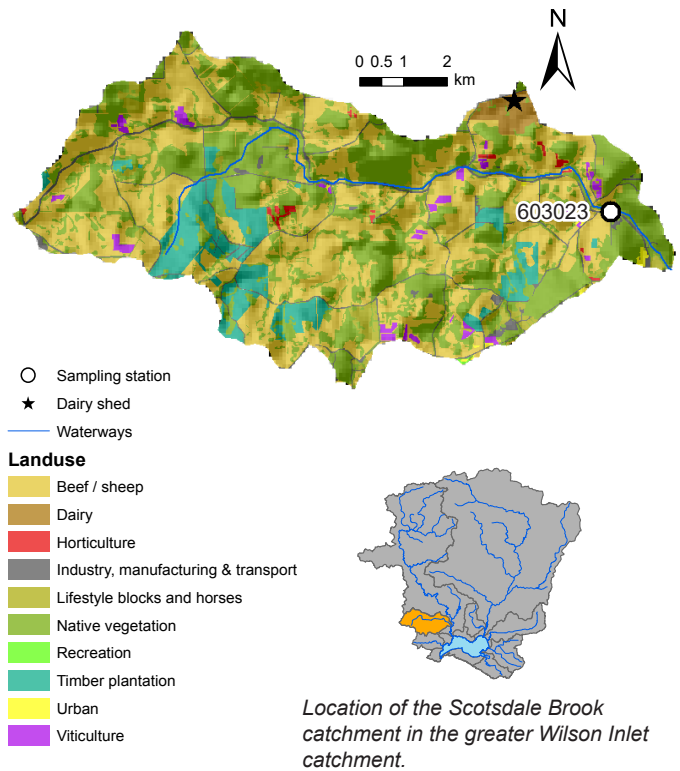 N
0 0.5 1 2
km
603023
Sampling station
Dairy shed
Waterways
Landuse
Beef / sheep
Dairy
Horticulture
Industry, manufacturing & transport
Lifestyle blocks and horses
Native vegetation
Recreation
Timber plantation
Urban
Viticulture
Location of the Scotsdale Brook
catchment in the greater Wilson Inlet
catchment.